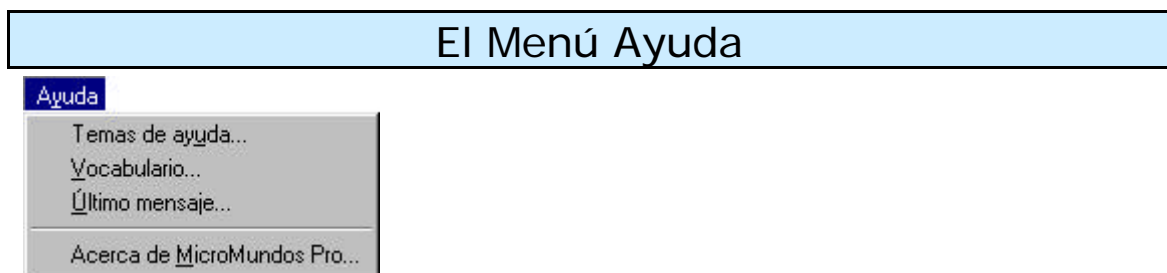 El Menú Ayuda
Ayuda
Temas de ayuda...
Vocabulario...
Último mensaje...
Acerca de MicroMundos Pro...